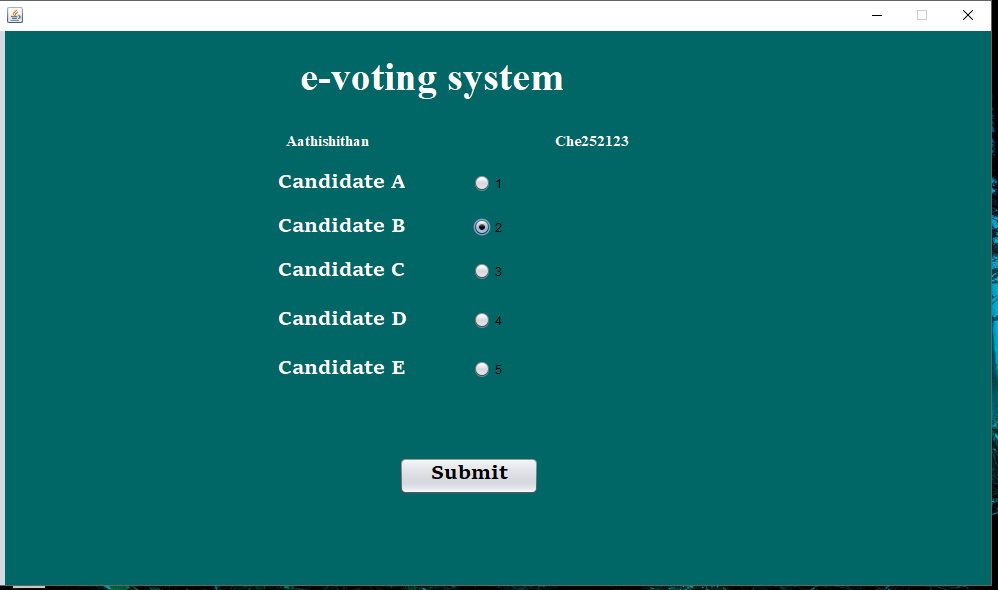 e-voting system
Aathishithan Che252123
Candidate A 1
Candidate B 2
Candidate C 3
Candidate D 4
Candidate E 5
Submit